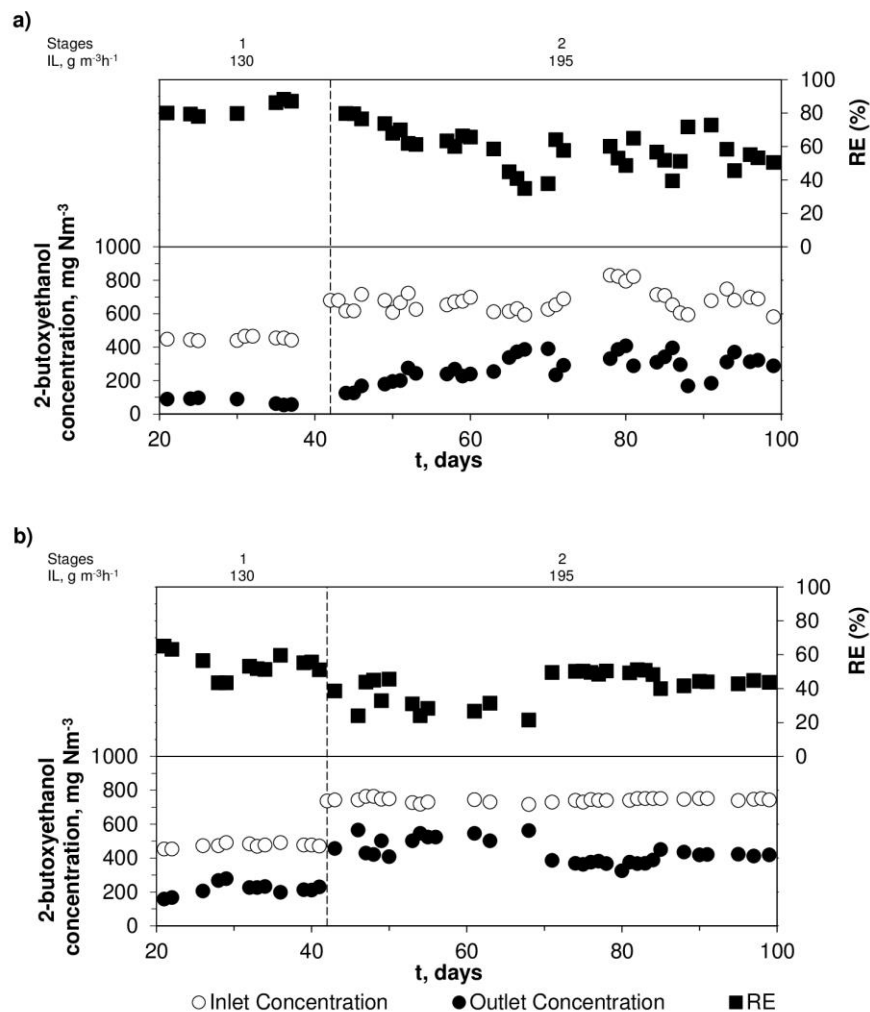 a)
Stages 1 2
IL, g m⁻³h⁻¹ 130 195
100
80
60
40
20
0
RE (%)
1000
800
600
400
200
0
2-butoxyethanol
concentration, mg Nm⁻³
20 40 60 80 100
t, days
b)
Stages 1 2
IL, g m⁻³h⁻¹ 130 195
100
80
60
40
20
0
RE (%)
1000
800
600
400
200
0
2-butoxyethanol
concentration, mg Nm⁻³
20 40 60 80 100
t, days
Inlet Concentration Outlet Concentration RE